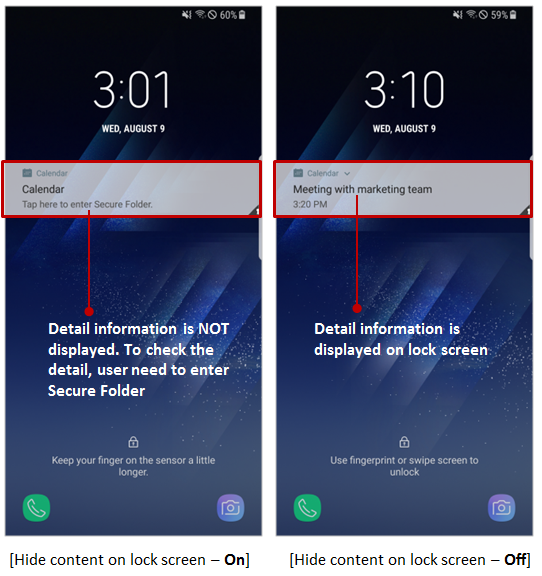 60%
3:01
WED, AUGUST 9
Calendar
Calendar
Tap here to enter Secure Folder.
Detail information is NOT
displayed. To check the
detail, user need to enter
Secure Folder
Keep your finger on the sensor a little
longer.
[Hide content on lock screen – On]
59%
3:10
WED, AUGUST 9
Calendar
Meeting with marketing team
3:20 PM
Detail information is
displayed on lock screen
Use fingerprint or swipe screen to
unlock
[Hide content on lock screen – Off]